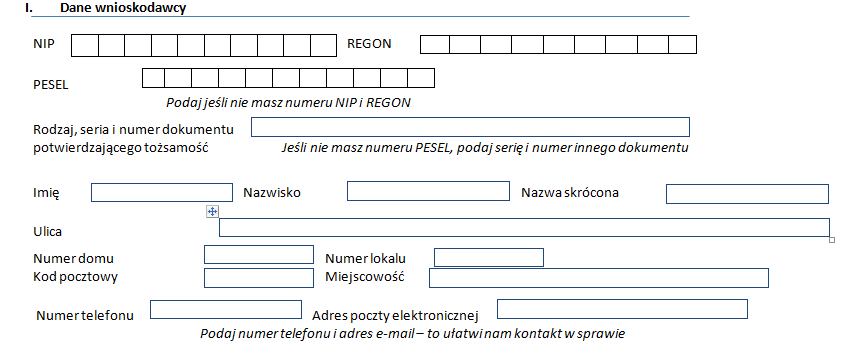 I. Dane wnioskodawcy
NIP REGON
PESEL
Podaj jeśli nie masz numeru NIP i REGON
Rodzaj, seria i numer dokumentu
potwierdzającego tożsamość Jeśli nie masz numeru PESEL, podaj serię i numer innego dokumentu
Imię Nazwisko Nazwa skrócona
Ulica
Numer domu Numer lokalu
Kod pocztowy Miejscowość
Numer telefonu Adres poczty elektronicznej
Podaj numer telefonu i adres e-mail – to ułatwi nam kontakt w sprawie